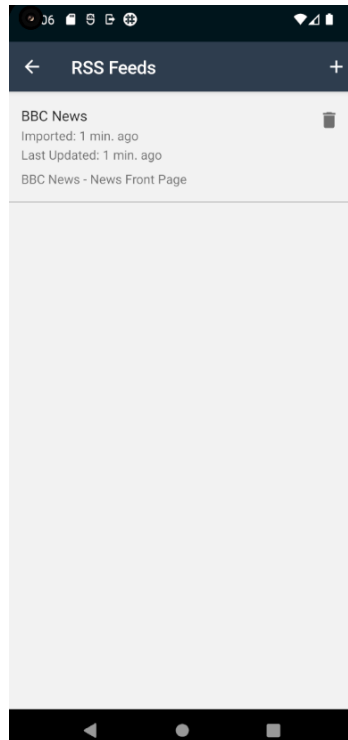 RSS Feeds
BBC News
Imported: 1 min. ago
Last Updated: 1 min. ago
BBC News - News Front Page